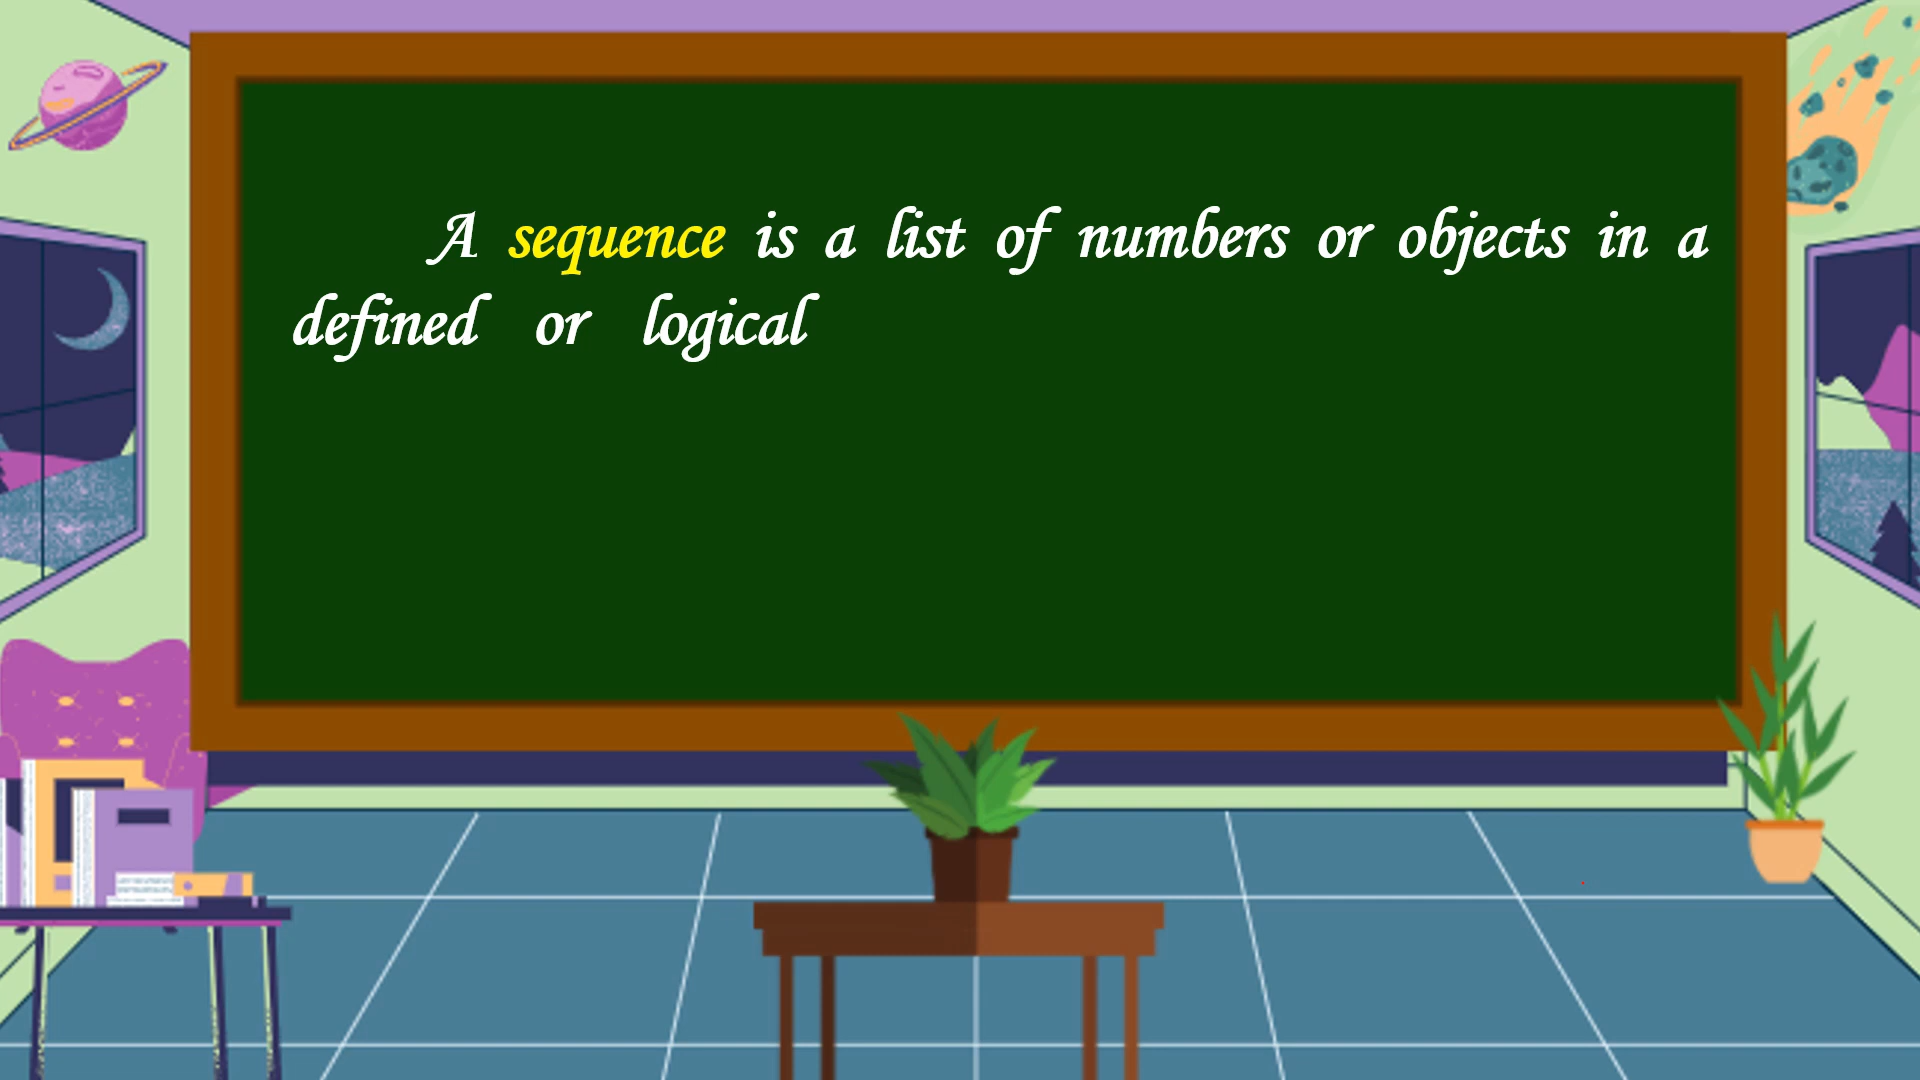 A sequence is a list of numbers or objects in a
defined or logical